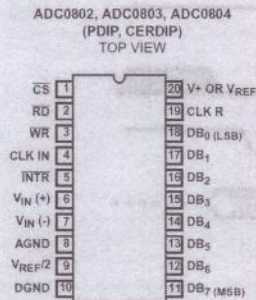 ADC0802, ADC0803, ADC0804
(PDIP, CERDIP)
TOP VIEW
CS 1 20 V+ OR VREF
RD 2 19 CLK R
WR 3 18 DB0 (LSB)
CLK IN 4 17 DB1
INTR 5 16 DB2
VIN (+) 6 15 DB3
VIN (-) 7 14 DB4
AGND 8 13 DB5
VREF/2 9 12 DB6
DGND 10 11 DB7 (MSB)